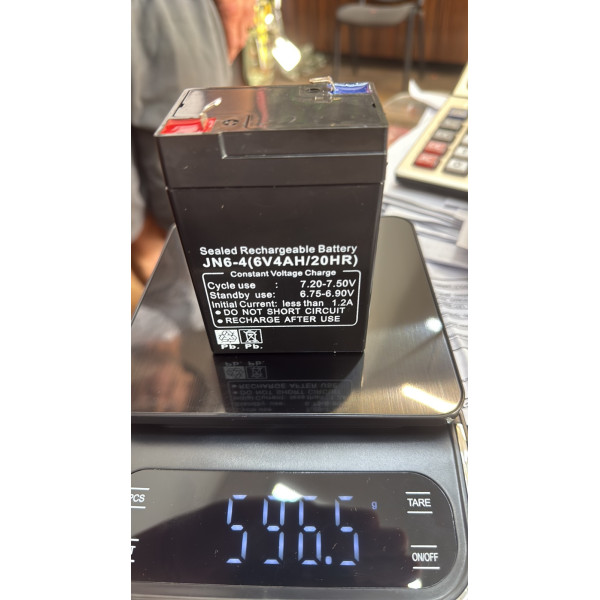 Sealed Rechargeable Battery
JN6-4(6V4AH/20HR)
Constant Voltage Charge
Cycle use : 7.20-7.50V
Standby use: 6.75-6.90V
Initial Current: less than 1.2A
• DO NOT SHORT CIRCUIT
• RECHARGE AFTER USE
Pb. Pb.
PCS
596.5 g
TARE
ON/OFF